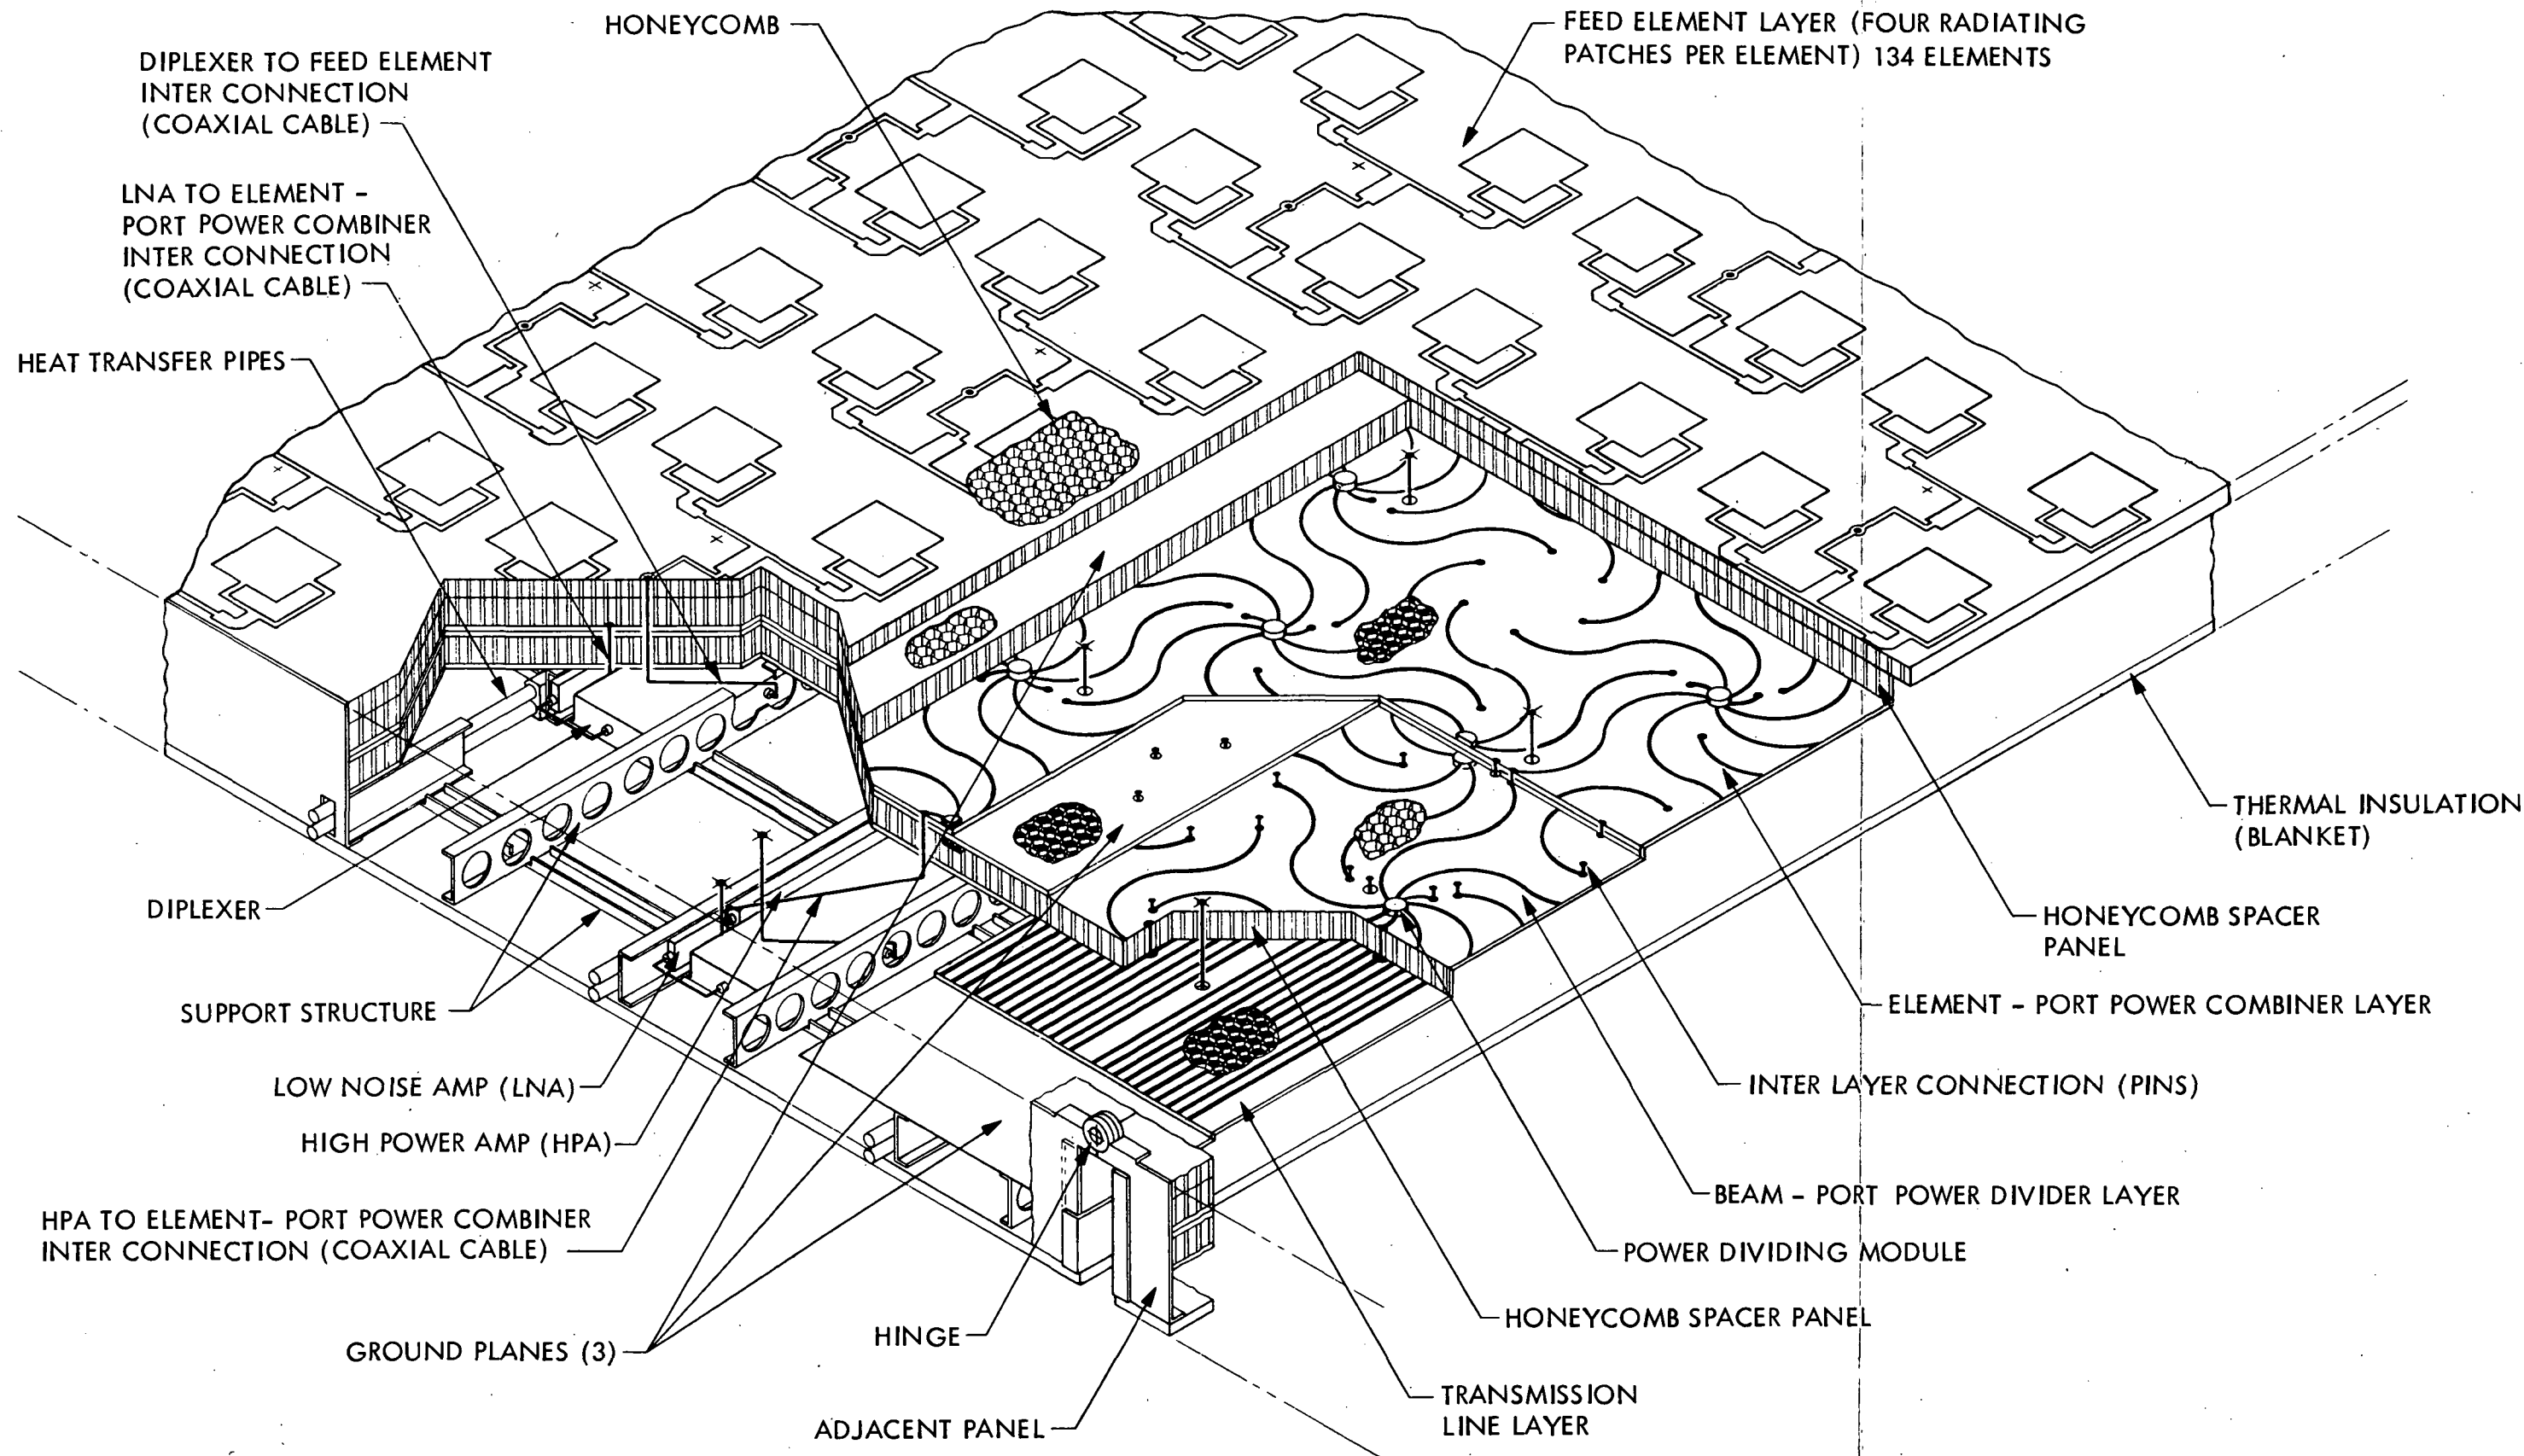 HONEYCOMB
FEED ELEMENT LAYER (FOUR RADIATING
PATCHES PER ELEMENT) 134 ELEMENTS
DIPLEXER TO FEED ELEMENT
INTER CONNECTION
(COAXIAL CABLE)
LNA TO ELEMENT -
PORT POWER COMBINER
INTER CONNECTION
(COAXIAL CABLE)
HEAT TRANSFER PIPES
DIPLEXER
SUPPORT STRUCTURE
LOW NOISE AMP (LNA)
HIGH POWER AMP (HPA)
HPA TO ELEMENT- PORT POWER COMBINER
INTER CONNECTION (COAXIAL CABLE)
GROUND PLANES (3)
HINGE
ADJACENT PANEL
THERMAL INSULATION
(BLANKET)
HONEYCOMB SPACER
PANEL
ELEMENT - PORT POWER COMBINER LAYER
INTER LAYER CONNECTION (PINS)
BEAM - PORT POWER DIVIDER LAYER
POWER DIVIDING MODULE
HONEYCOMB SPACER PANEL
TRANSMISSION
LINE LAYER